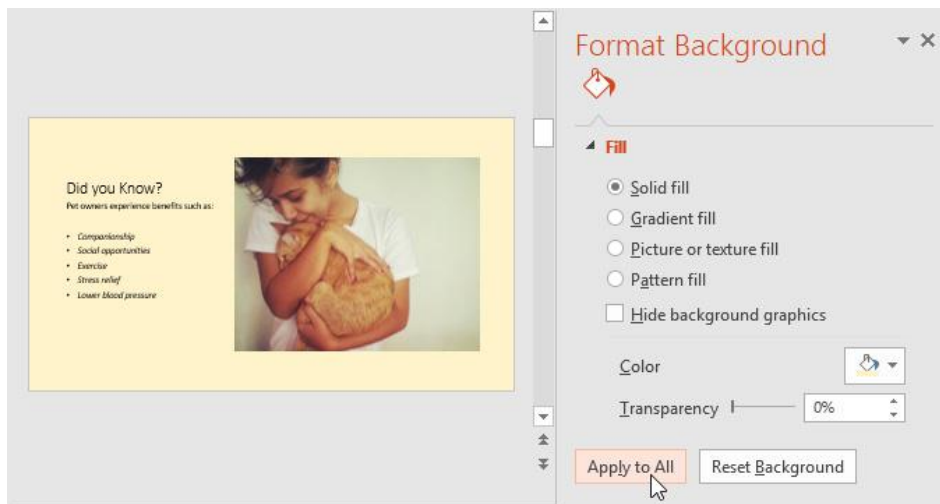 Format Background
Did you Know?
Pet owners experience benefits such as:
• Companionship
• Social opportunities
• Exercise
• Stress relief
• Lower blood pressure
Fill
Solid fill
Gradient fill
Picture or texture fill
Pattern fill
Hide background graphics
Color
Transparency 0%
Apply to All Reset Background